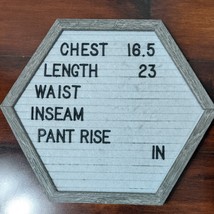 CHEST 16.5
LENGTH 23
WAIST
INSEAM
PANT RISE
IN